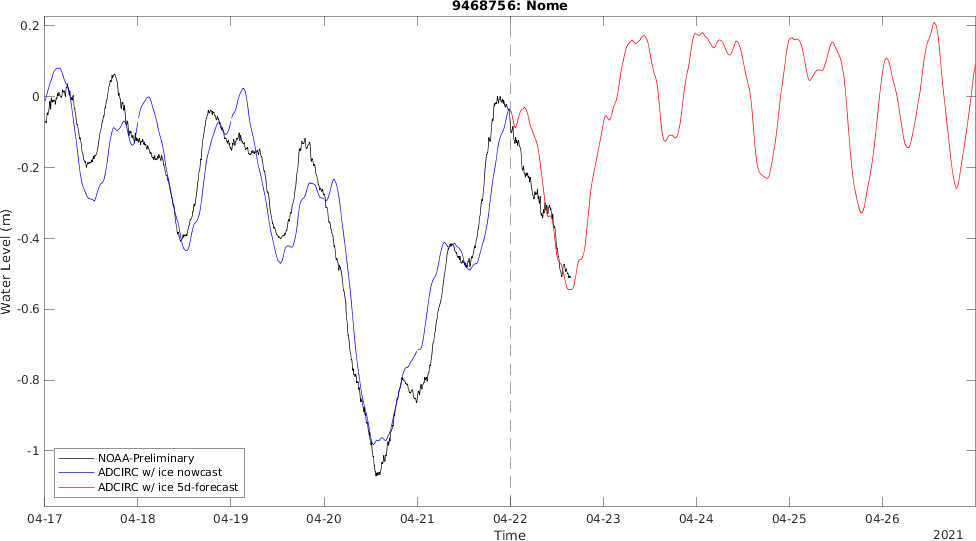 9468756: Nome
Water Level (m)
0.2
0
-0.2
-0.4
-0.6
-0.8
-1
NOAA-Preliminary
ADCIRC w/ ice nowcast
ADCIRC w/ ice 5d-forecast
04-17 04-18 04-19 04-20 04-21 04-22 04-23 04-24 04-25 04-26
Time
2021